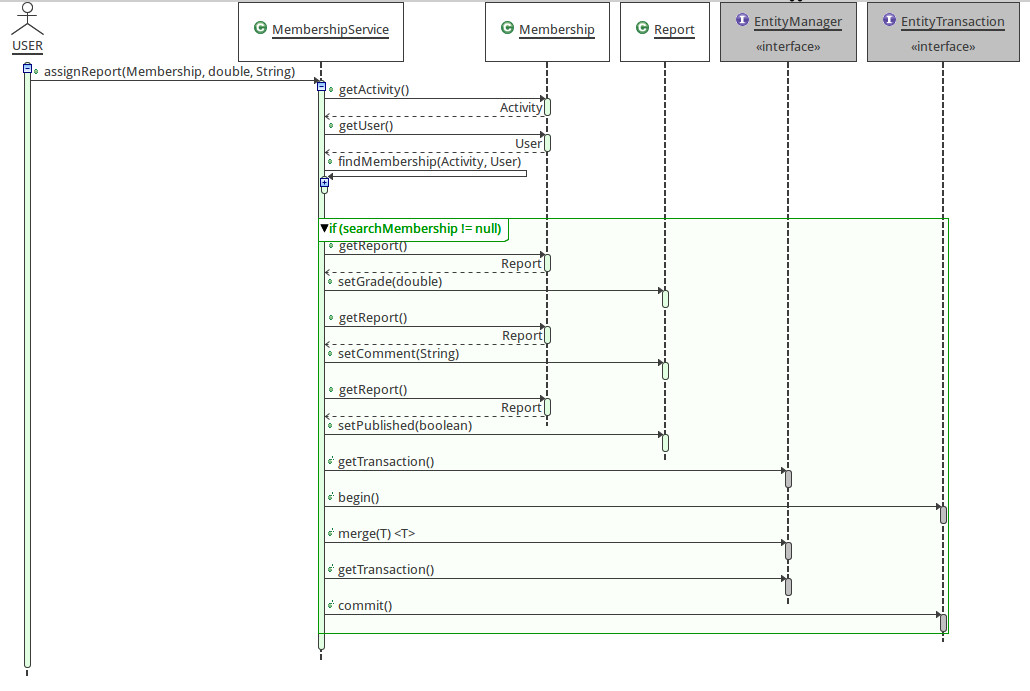 USER
C MembershipService
C Membership
C Report
I EntityManager
«interface»
I EntityTransaction
«interface»
assignReport(Membership, double, String)
getActivity()
Activity
getUser()
User
findMembership(Activity, User)
if (searchMembership != null)
getReport()
Report
setGrade(double)
getReport()
Report
setComment(String)
getReport()
Report
setPublished(boolean)
getTransaction()
begin()
merge(T) <T>
getTransaction()
commit()